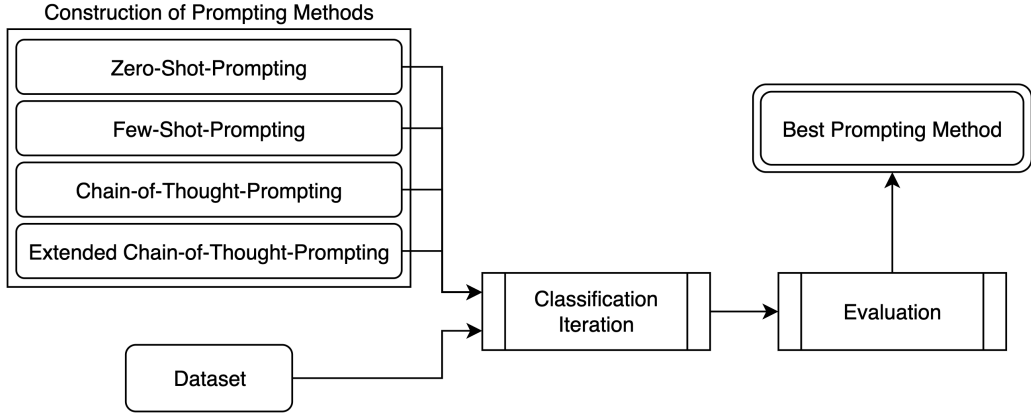 Construction of Prompting Methods
Zero-Shot-Prompting
Few-Shot-Prompting
Chain-of-Thought-Prompting
Extended Chain-of-Thought-Prompting
Dataset
Classification
Iteration
Evaluation
Best Prompting Method